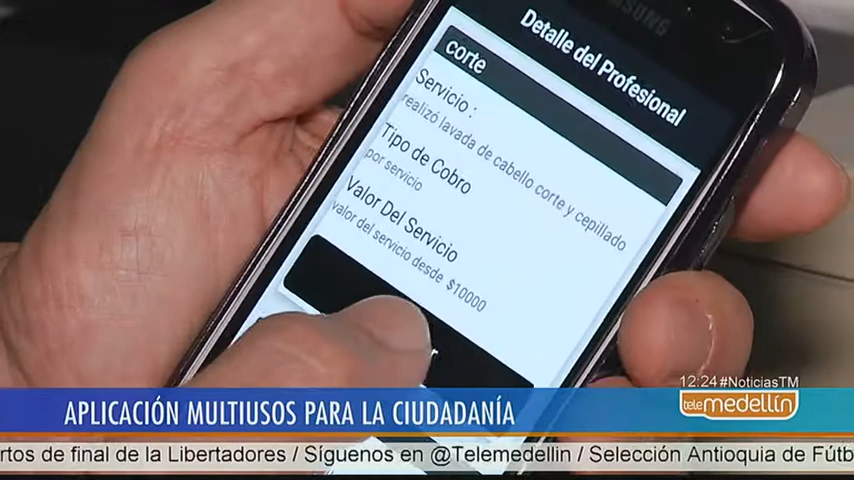 SAMSUNG
Detalle del Profesional
corte
Servicio :
realizó lavada de cabello corte y cepillado
Tipo de Cobro
por servicio
Valor Del Servicio
valor del servicio desde $10000
12:24 #NoticiasTM
telemedellín
APLICACIÓN MULTIUSOS PARA LA CIUDADANÍA
rtos de final de la Libertadores / Síguenos en @Telemedellin / Selección Antioquia de Fútb